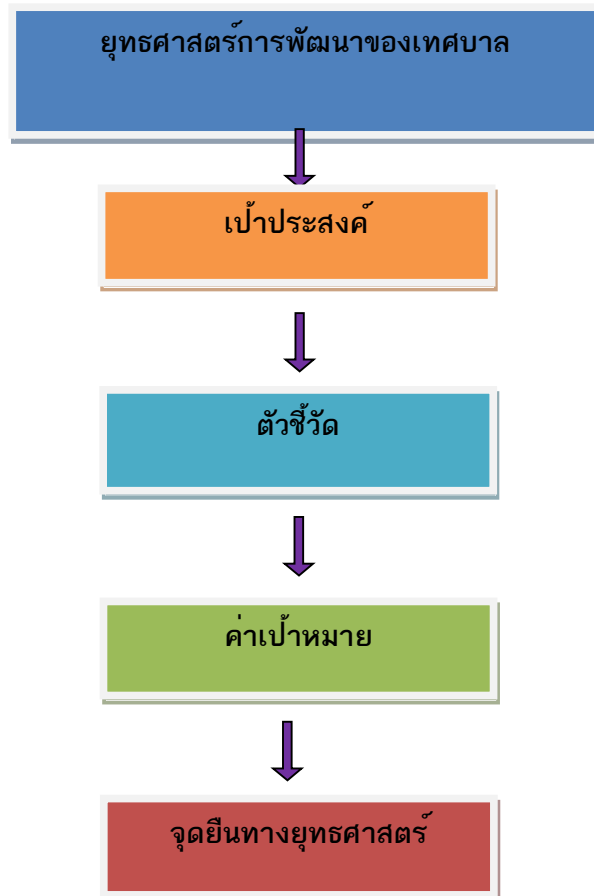 ยุทธศาสตร์การพัฒนาของเทศบาล
เป้าประสงค์
ตัวชี้วัด
ค่าเป้าหมาย
จุดยืนทางยุทธศาสตร์